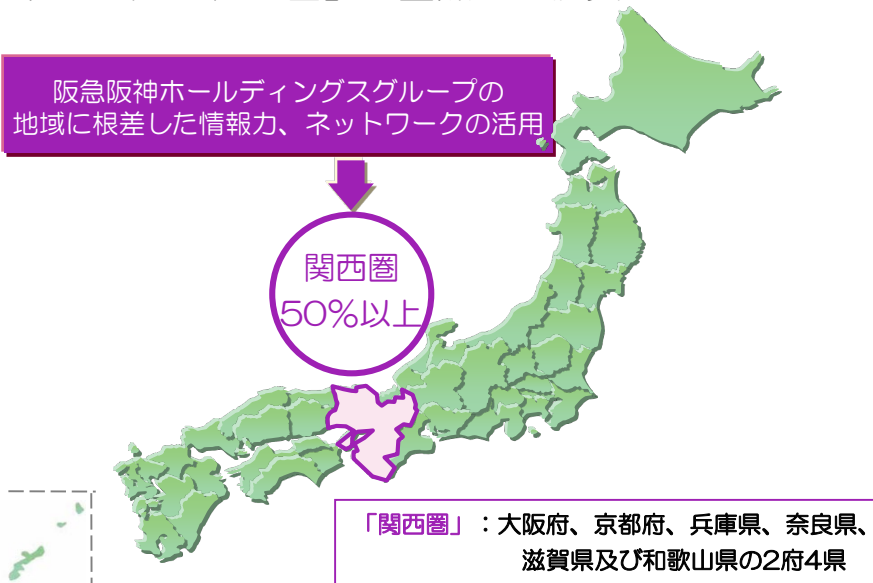 阪急阪神ホールディングスグループの
地域に根差した情報力、ネットワークの活用
関西圏
50%以上
「関西圏」：大阪府、京都府、兵庫県、奈良県、
滋賀県及び和歌山県の2府4県